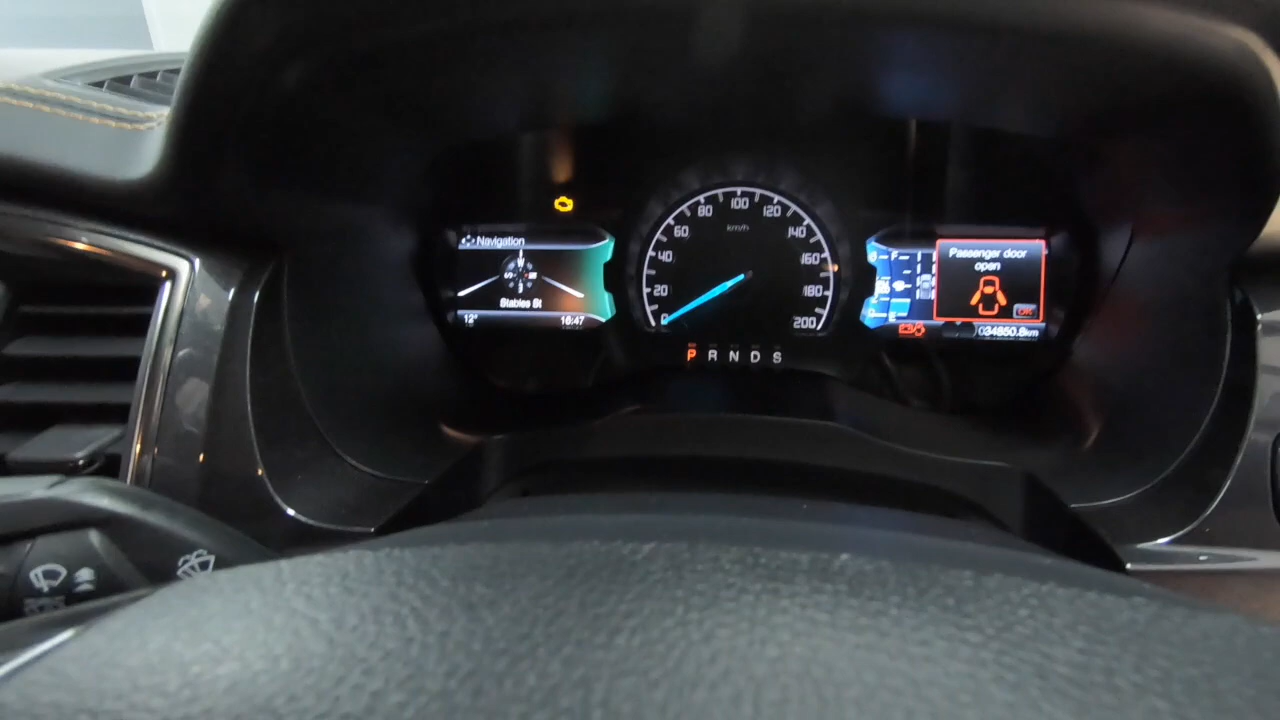 Navigation
W
S
N
Stables St
12°
16:47
0
20
40
60
80
100
120
140
160
180
200
km/h
P R N D S
F
Passenger door
open
OK
034850.8km